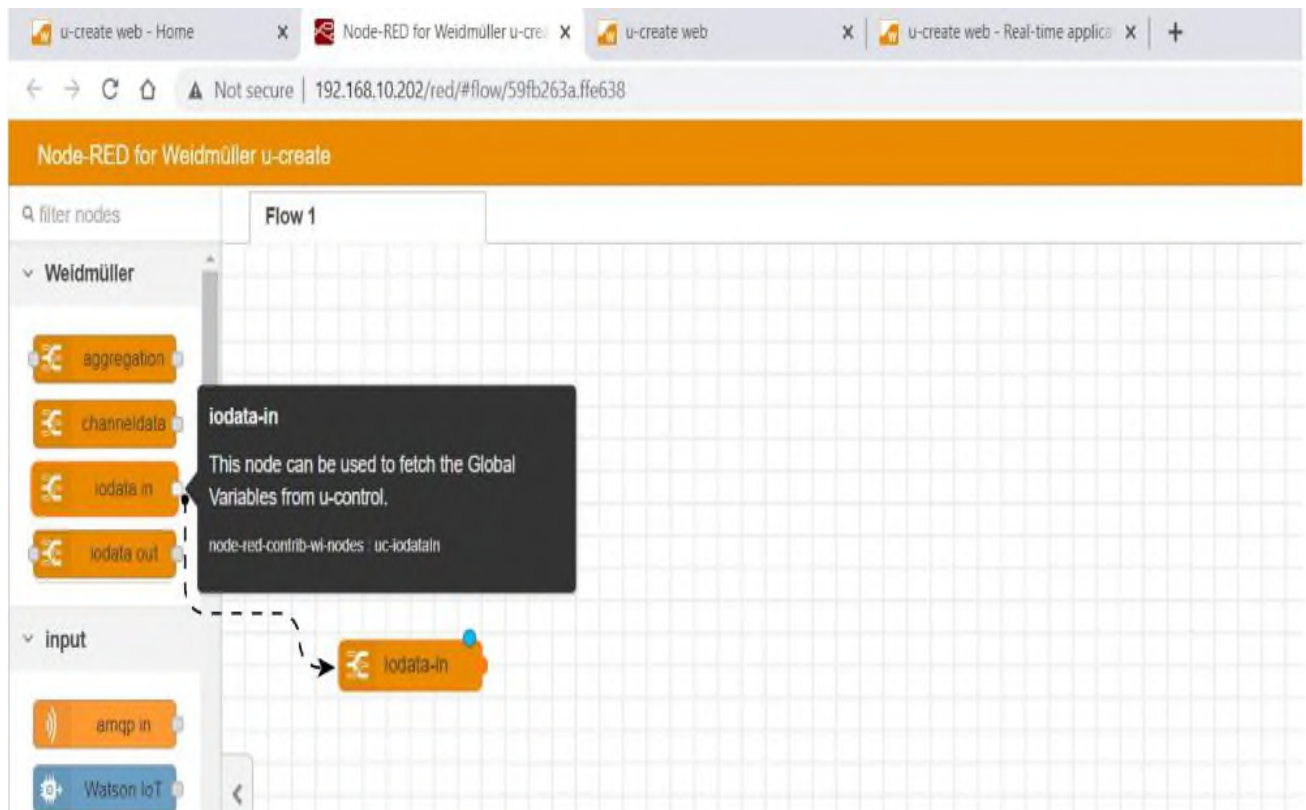 u-create web - Home
Node-RED for Weidmüller u-cre
u-create web
u-create web - Real-time applica
Not secure | 192.168.10.202/red/#flow/59fb263a.ffe638
Node-RED for Weidmüller u-create
filter nodes
Flow 1
Weidmüller
aggregation
channeldata
iodata in
iodata out
iodata-in
This node can be used to fetch the Global
Variables from u-control.
node-red-contrib-wi-nodes : uc-iodataIn
input
iodata-in
amqp in
Watson IoT